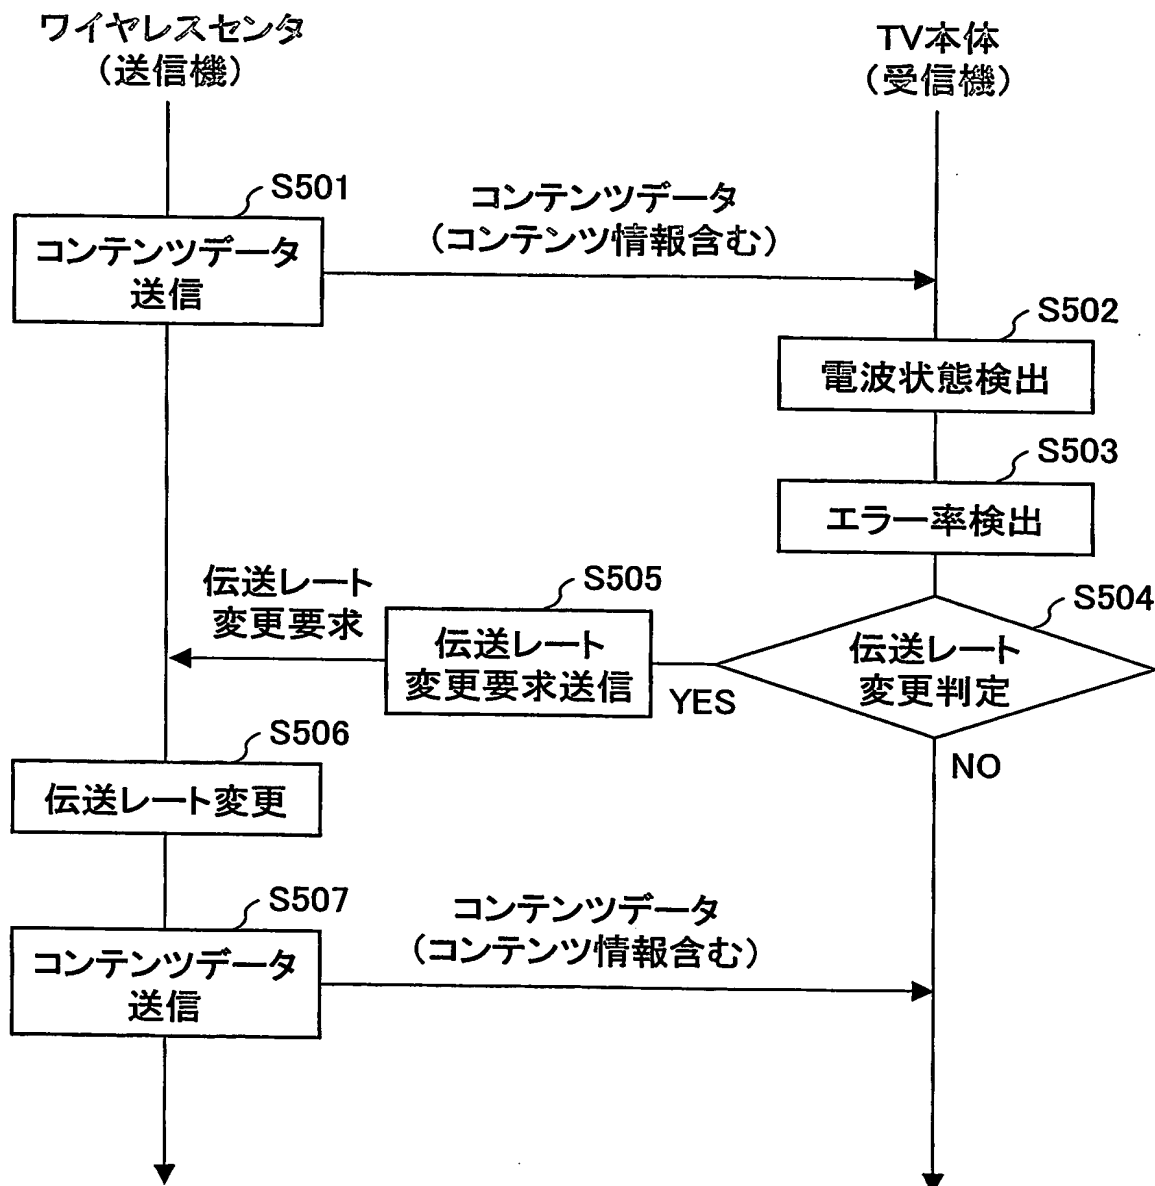 ワイヤレスセンタ
（送信機）
TV本体
（受信機）
S501
コンテンツデータ
送信
コンテンツデータ
（コンテンツ情報含む）
S502
電波状態検出
S503
エラー率検出
S504
伝送レート
変更判定
YES
NO
S505
伝送レート
変更要求送信
伝送レート
変更要求
S506
伝送レート変更
S507
コンテンツデータ
送信
コンテンツデータ
（コンテンツ情報含む）